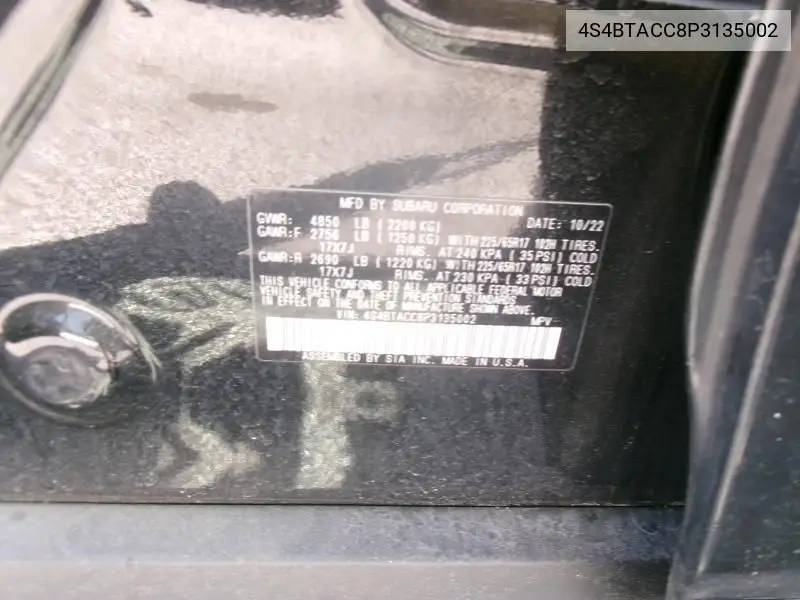 4S4BTACC8P3135002
MFD BY SUBARU CORPORATION
GVWR: 4850 LB (2200 KG) DATE: 10/22
GAWR:F 2756 LB (1250 KG) WITH 225/65R17 102H TIRES.
17X7J RIMS. AT 240 KPA (35 PSI) COLD
GAWR:R 2690 LB (1220 KG) WITH 225/65R17 102H TIRES.
17X7J RIMS. AT 230 KPA (33 PSI) COLD
THIS VEHICLE CONFORMS TO ALL APPLICABLE FEDERAL MOTOR
VEHICLE SAFETY AND THEFT PREVENTION STANDARDS
IN EFFECT ON THE DATE OF MANUFACTURE SHOWN ABOVE.
VIN: 4S4BTACC8P3135002 MPV
ASSEMBLED BY SIA INC. MADE IN U.S.A.